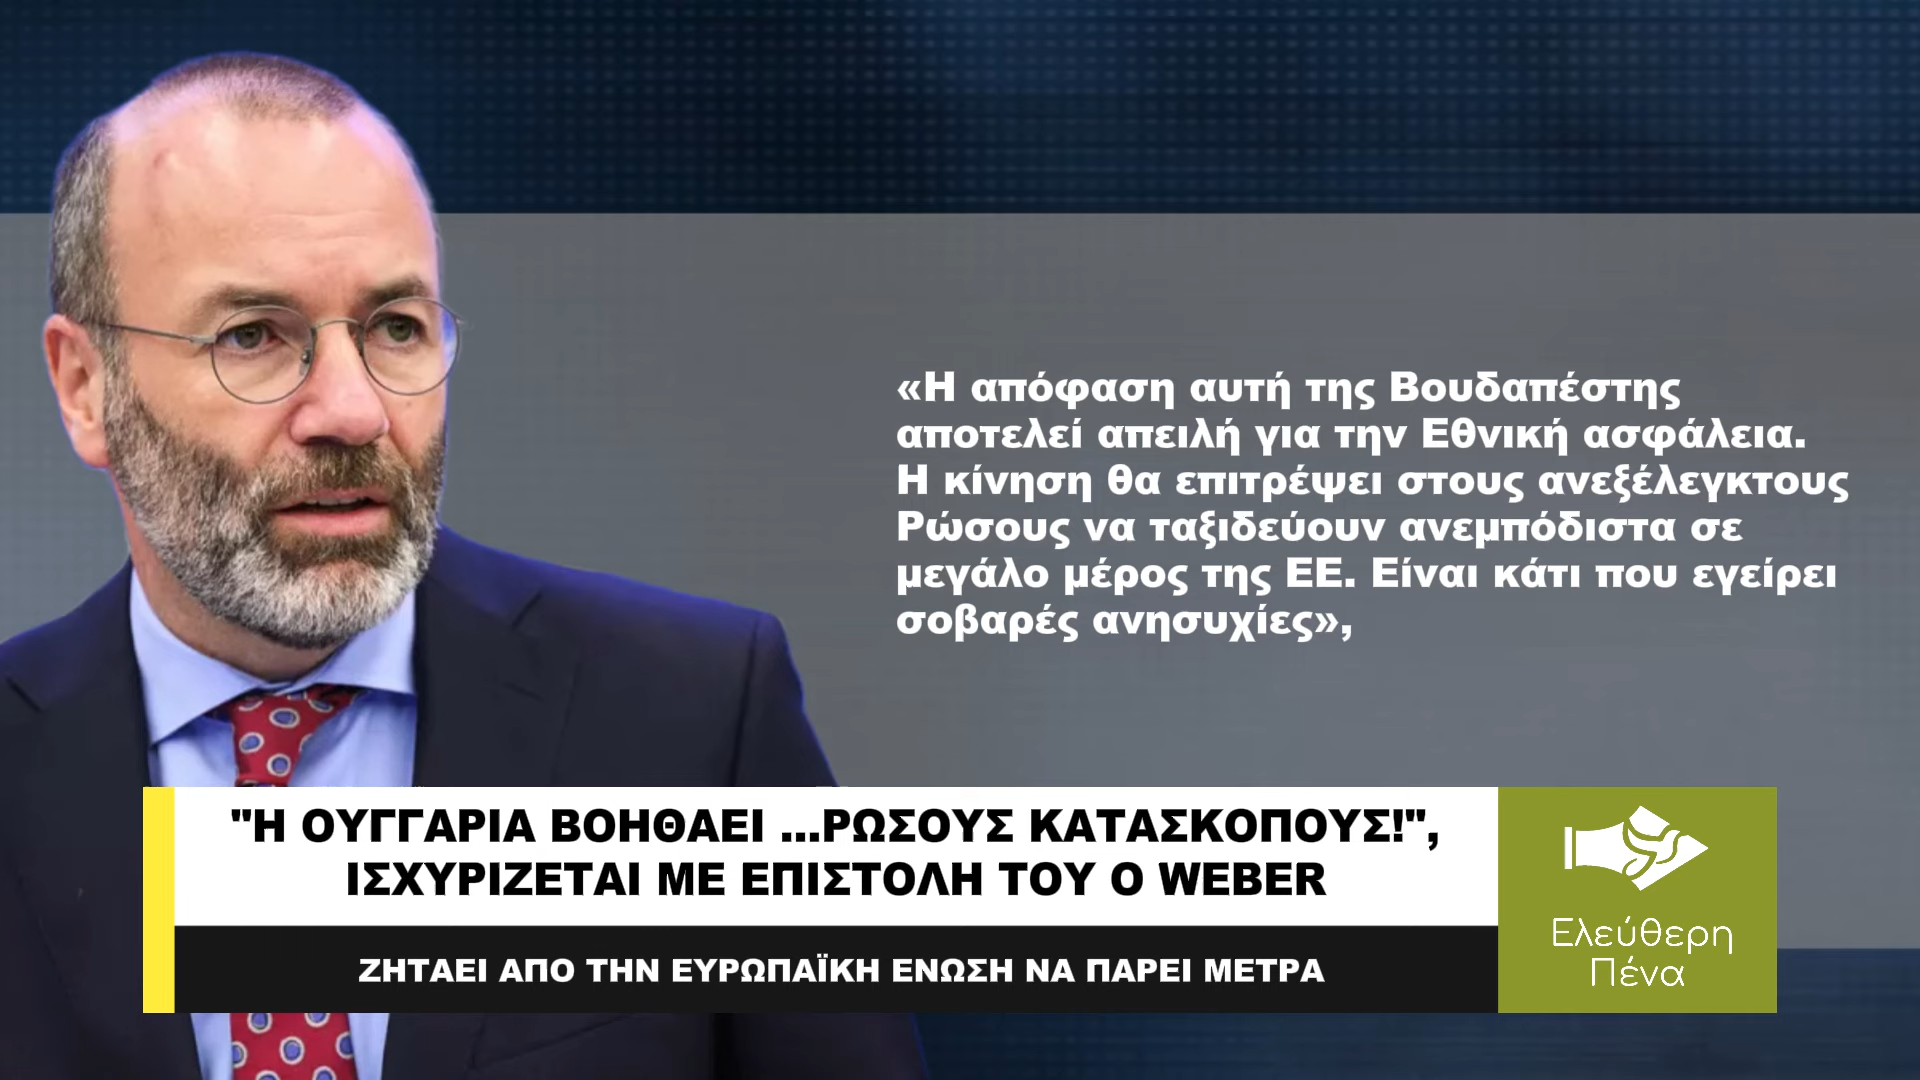 «Η απόφαση αυτή της Βουδαπέστης
αποτελεί απειλή για την Εθνική ασφάλεια.
Η κίνηση θα επιτρέψει στους ανεξέλεγκτους
Ρώσους να ταξιδεύουν ανεμπόδιστα σε
μεγάλο μέρος της ΕΕ. Είναι κάτι που εγείρει
σοβαρές ανησυχίες»,
"Η ΟΥΓΓΑΡΙΑ ΒΟΗΘΑΕΙ ...ΡΩΣΟΥΣ ΚΑΤΑΣΚΟΠΟΥΣ!",
ΙΣΧΥΡΙΖΕΤΑΙ ΜΕ ΕΠΙΣΤΟΛΗ ΤΟΥ Ο WEBER
ΖΗΤΑΕΙ ΑΠΟ ΤΗΝ ΕΥΡΩΠΑΪΚΗ ΕΝΩΣΗ ΝΑ ΠΑΡΕΙ ΜΕΤΡΑ
Ελεύθερη
Πένα